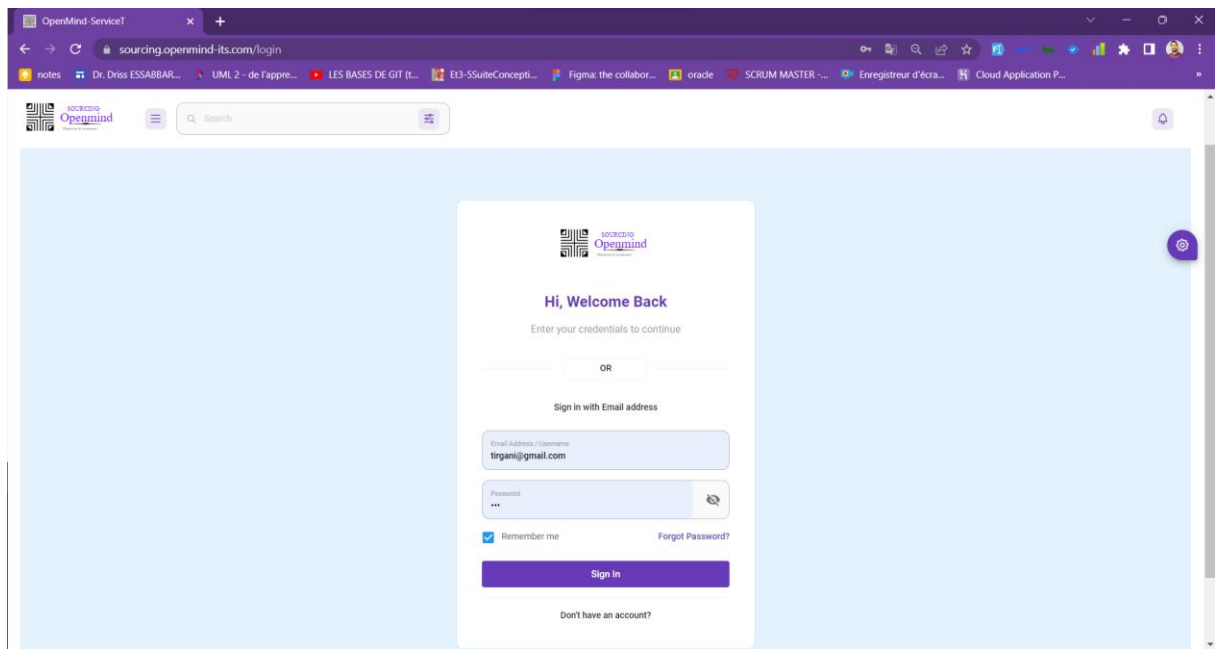 OpenMind-ServiceT
sourcing.openmind-its.com/login
notes Dr. Driss ESSABBAR... UML 2 - de l'appre... LES BASES DE GIT (t... Et3-5SuiteConcepti... Figma: the collabor... oracle SCRUM MASTER -... Enregistreur d'écra... Cloud Application P... »
SOURCING
Openmind
Search
SOURCING
Openmind
Hi, Welcome Back
Enter your credentials to continue
OR
Sign in with Email address
Email Address / Username
tirgani@gmail.com
Password
•••
Remember me Forgot Password?
Sign In
Don't have an account?